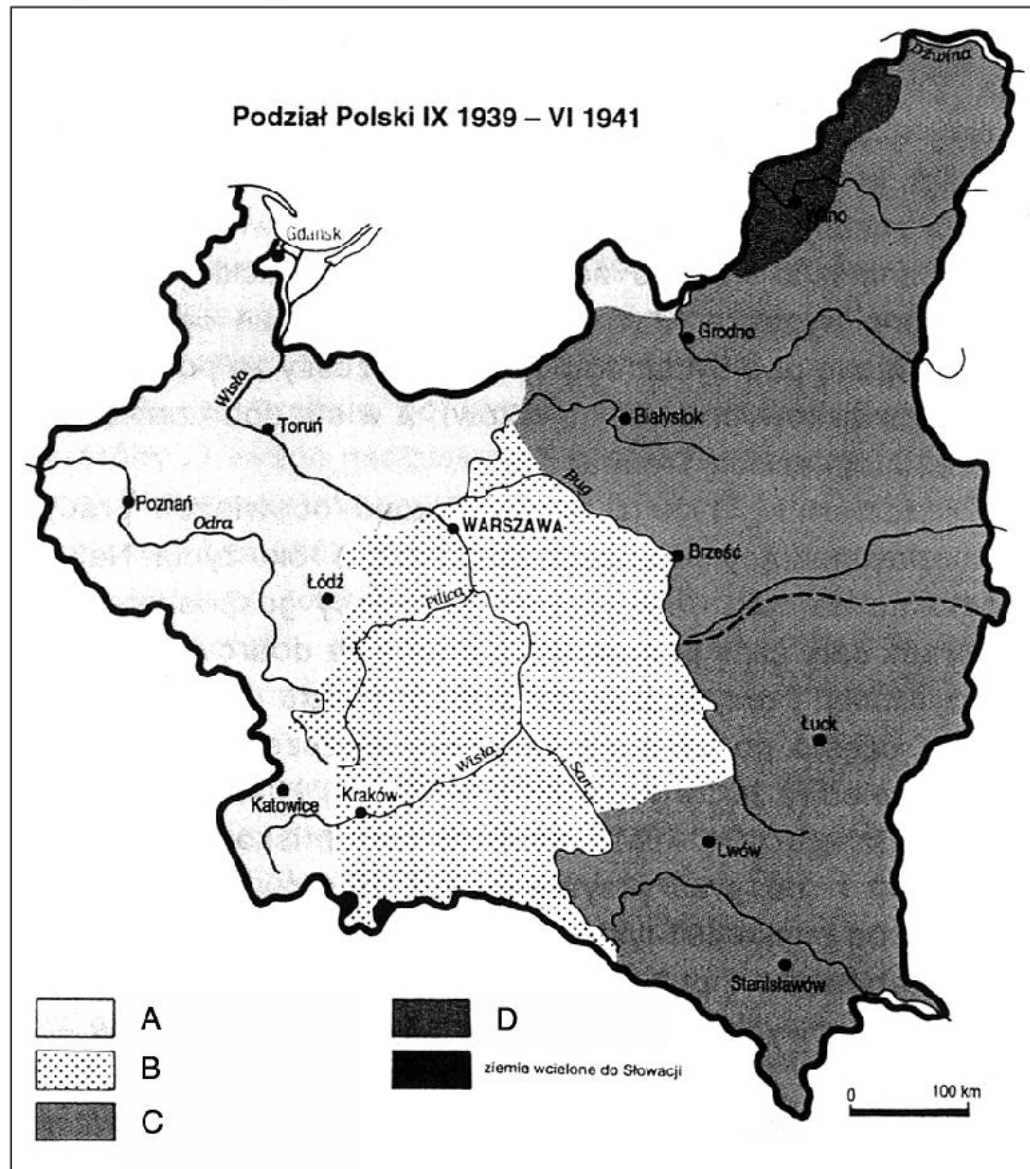 Podział Polski IX 1939 – VI 1941
Dźwina
Wilno
Gdańsk
Grodno
Wisła
Toruń
Białystok
Bug
Poznań
Odra
WARSZAWA
Brześć
Łódź
Pilica
Łuck
Wisła
San
Katowice
Kraków
Lwów
Stanisławów
A
B
C
D
ziemie wcielone do Słowacji
0 100 km